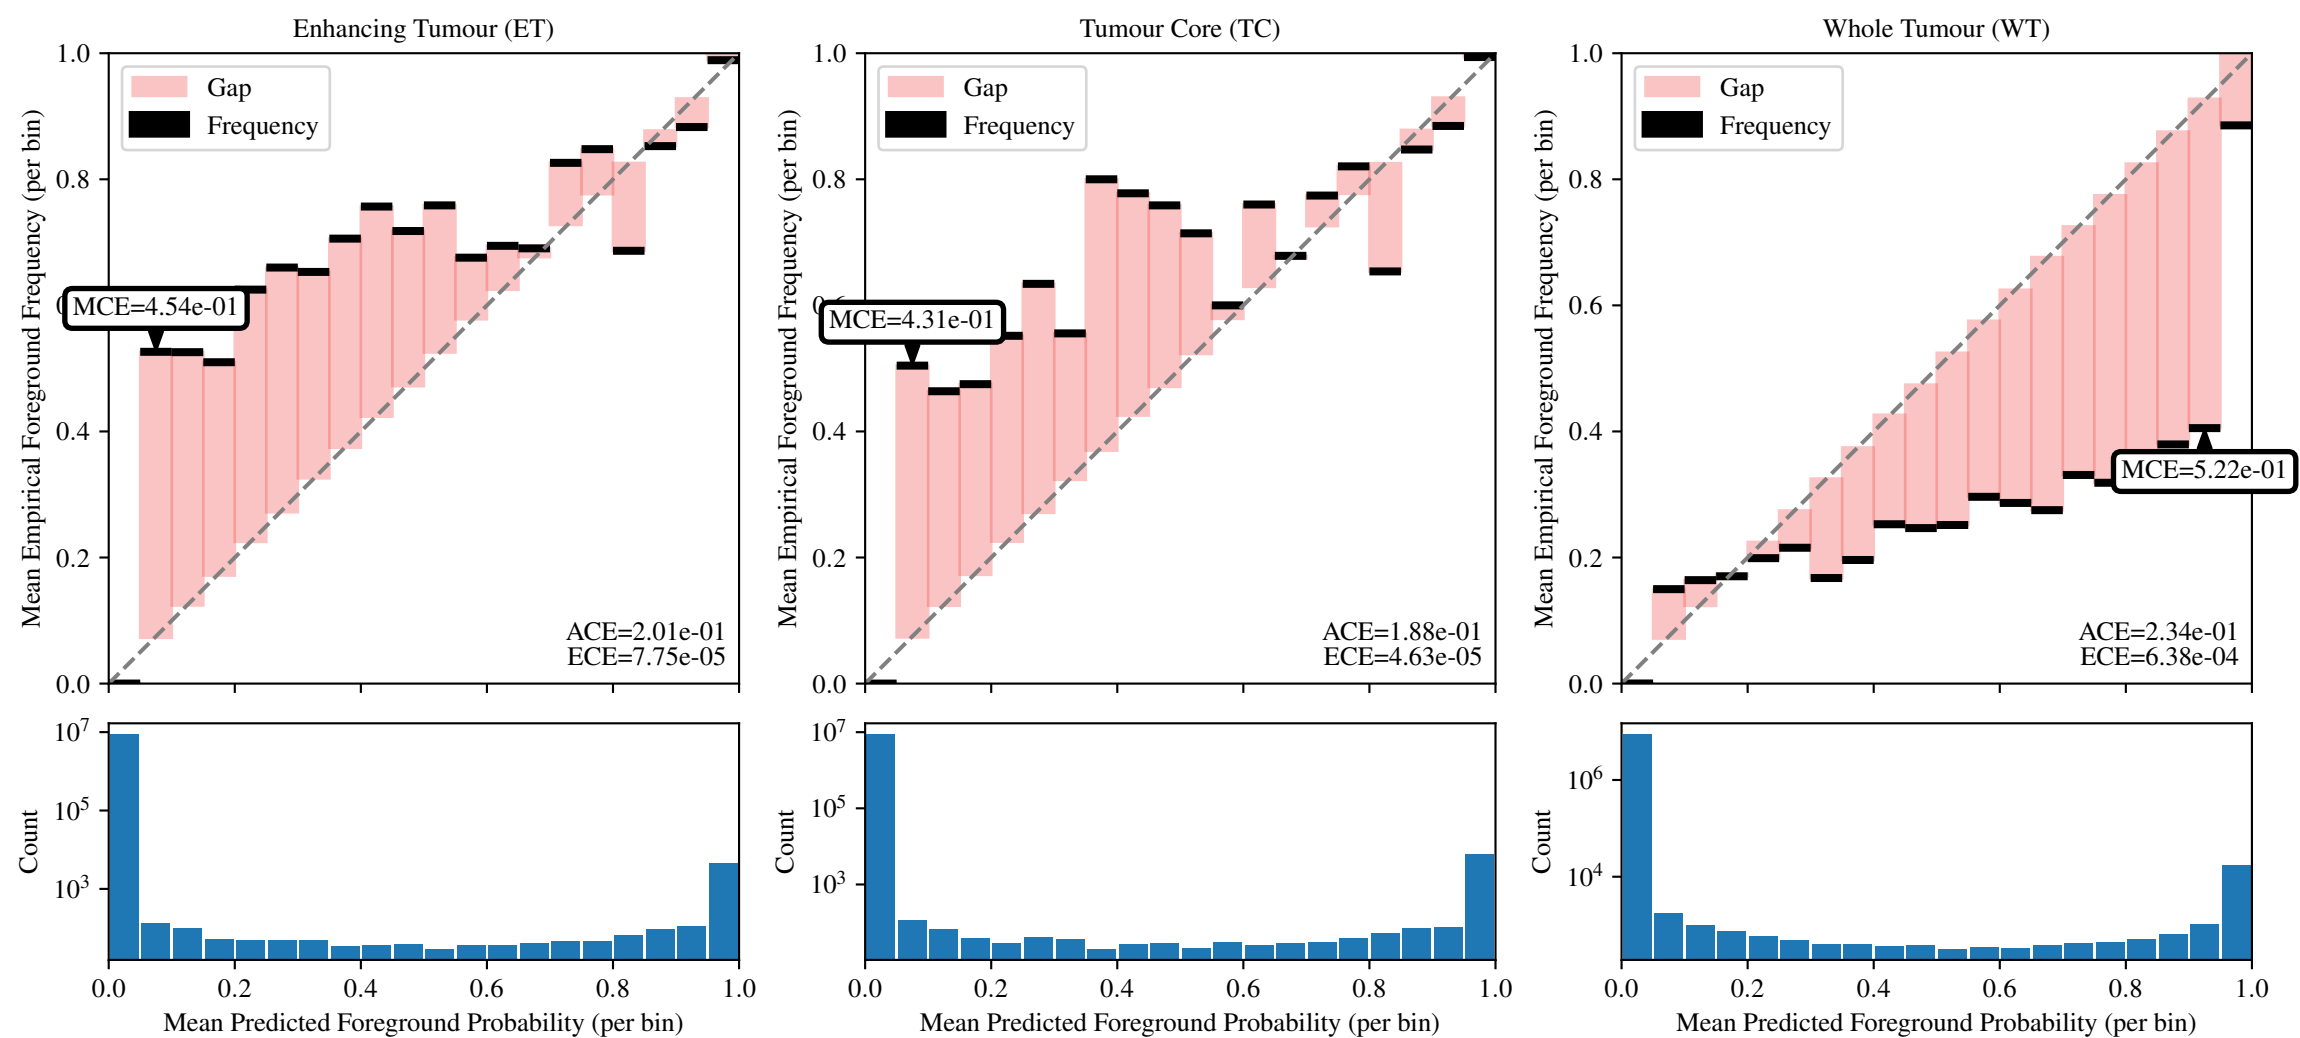 Enhancing Tumour (ET)
Mean Empirical Foreground Frequency (per bin)
1.0
0.8
0.4
0.2
0.0
Gap
Frequency
MCE=4.54e-01
ACE=2.01e-01
ECE=7.75e-05
Count
10^7
10^5
10^3
0.0 0.2 0.4 0.6 0.8 1.0
Mean Predicted Foreground Probability (per bin)
Tumour Core (TC)
Mean Empirical Foreground Frequency (per bin)
1.0
0.8
0.4
0.2
0.0
Gap
Frequency
MCE=4.31e-01
ACE=1.88e-01
ECE=4.63e-05
Count
10^7
10^5
10^3
0.0 0.2 0.4 0.6 0.8 1.0
Mean Predicted Foreground Probability (per bin)
Whole Tumour (WT)
Mean Empirical Foreground Frequency (per bin)
1.0
0.8
0.6
0.4
0.2
0.0
Gap
Frequency
MCE=5.22e-01
ACE=2.34e-01
ECE=6.38e-04
Count
10^6
10^4
0.0 0.2 0.4 0.6 0.8 1.0
Mean Predicted Foreground Probability (per bin)